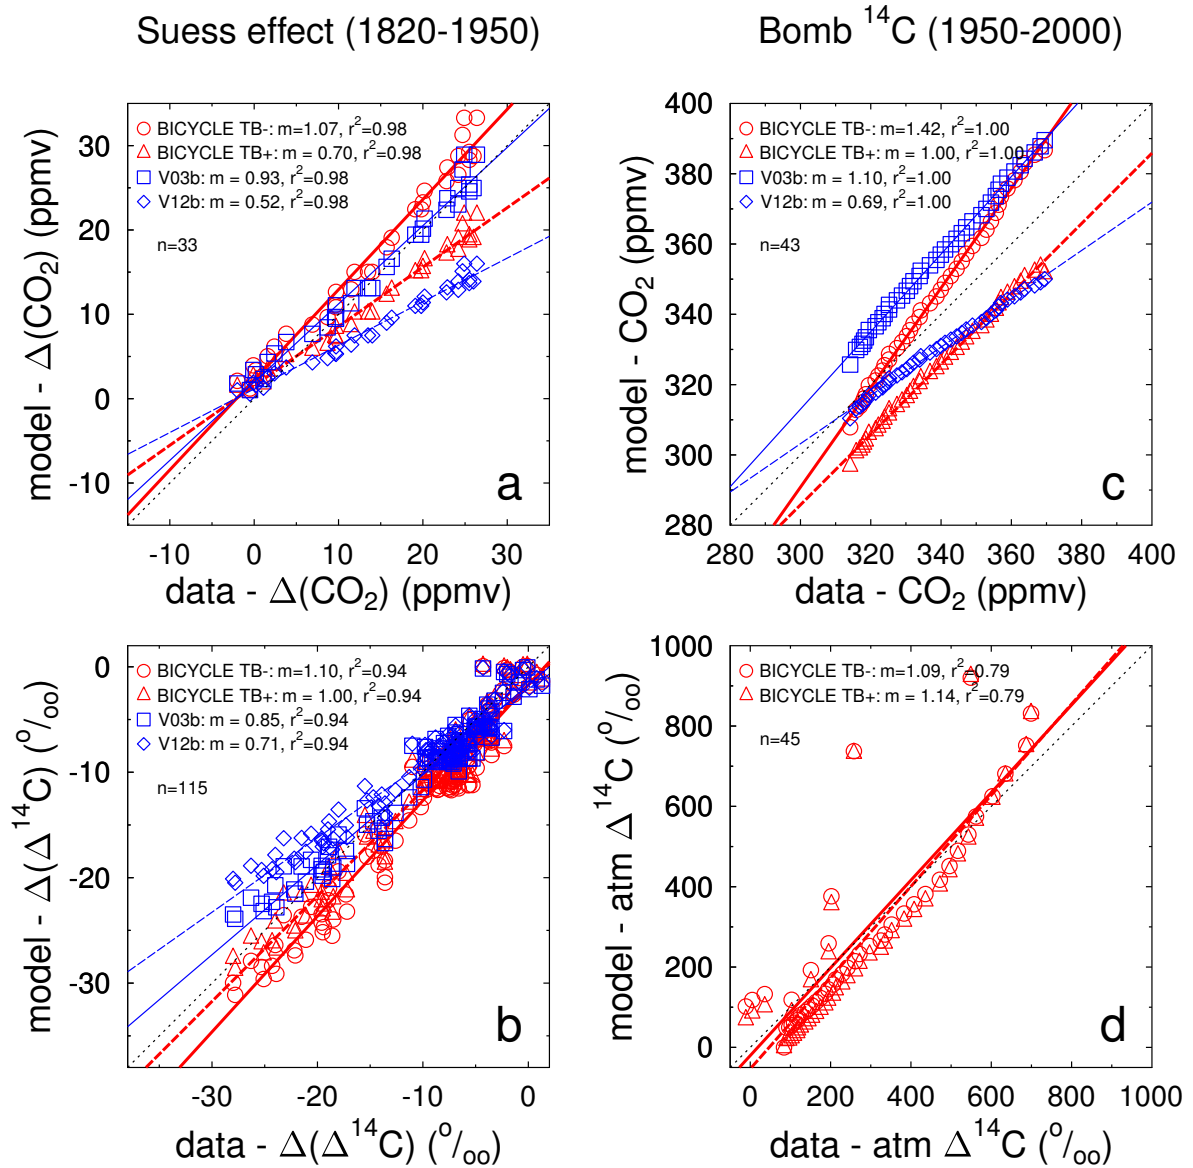 Suess effect (1820-1950)
Bomb ¹⁴C (1950-2000)
model - Δ(CO₂) (ppmv)
30
20
10
0
-10
BICYCLE TB-: m=1.07, r²=0.98
BICYCLE TB+: m = 0.70, r²=0.98
V03b: m = 0.93, r²=0.98
V12b: m = 0.52, r²=0.98
n=33
a
-10 0 10 20 30
data - Δ(CO₂) (ppmv)
model - CO₂ (ppmv)
400
380
360
340
320
300
280
BICYCLE TB-: m=1.42, r²=1.00
BICYCLE TB+: m = 1.00, r²=1.00
V03b: m = 1.10, r²=1.00
V12b: m = 0.69, r²=1.00
n=43
c
280 300 320 340 360 380 400
data - CO₂ (ppmv)
model - Δ(Δ¹⁴C) (°/₀₀)
0
-10
-20
-30
BICYCLE TB-: m=1.10, r²=0.94
BICYCLE TB+: m = 1.00, r²=0.94
V03b: m = 0.85, r²=0.94
V12b: m = 0.71, r²=0.94
n=115
b
-30 -20 -10 0
data - Δ(Δ¹⁴C) (°/₀₀)
model - atm Δ¹⁴C (°/₀₀)
1000
800
600
400
200
0
BICYCLE TB-: m=1.09, r²=0.79
BICYCLE TB+: m = 1.14, r²=0.79
n=45
d
0 200 400 600 800 1000
data - atm Δ¹⁴C (°/₀₀)